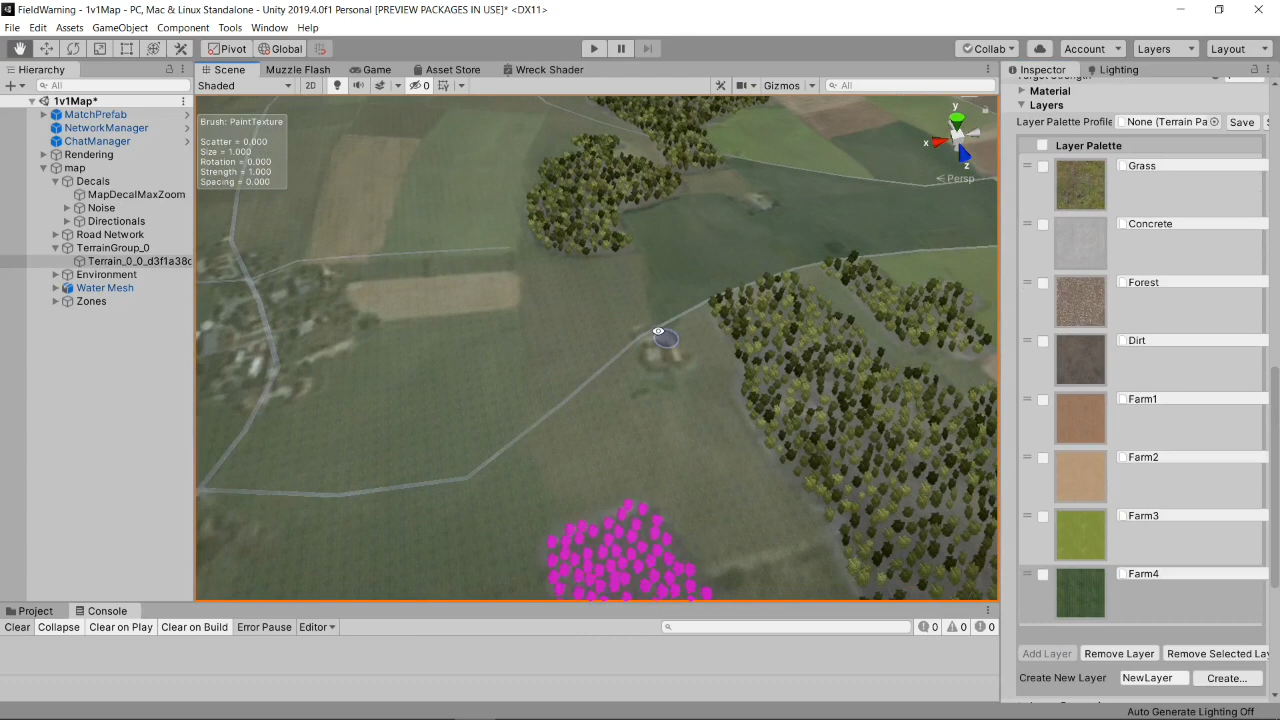 FieldWarning - 1v1Map - PC, Mac & Linux Standalone - Unity 2019.4.0f1 Personal [PREVIEW PACKAGES IN USE]* <DX11>
File Edit Assets GameObject Component Tools Window Help
Pivot Global Collab Account Layers Layout
Hierarchy
All
1v1Map*
MatchPrefab
NetworkManager
ChatManager
Rendering
map
Decals
MapDecalMaxZoom
Noise
Directionals
Road Network
TerrainGroup_0
Terrain_0_0_d3f1a38c
Environment
Water Mesh
Zones
Scene Muzzle Flash Game Asset Store Wreck Shader
Shaded 2D 0 Gizmos All
Brush: PaintTexture
Scatter = 0,000
Size = 1.000
Rotation = 0,000
Strength = 1.000
Spacing = 0.000
y
x
z
Persp
Inspector Lighting
Target Strength
Material
Layers
Layer Palette Profile None (Terrain Pa Save S
Layer Palette
Grass
Concrete
Forest
Dirt
Farm1
Farm2
Farm3
Farm4
Add Layer Remove Layer Remove Selected Lay
Create New Layer NewLayer Create...
Project Console
Clear Collapse Clear on Play Clear on Build Error Pause Editor 0 0 0
Auto Generate Lighting Off